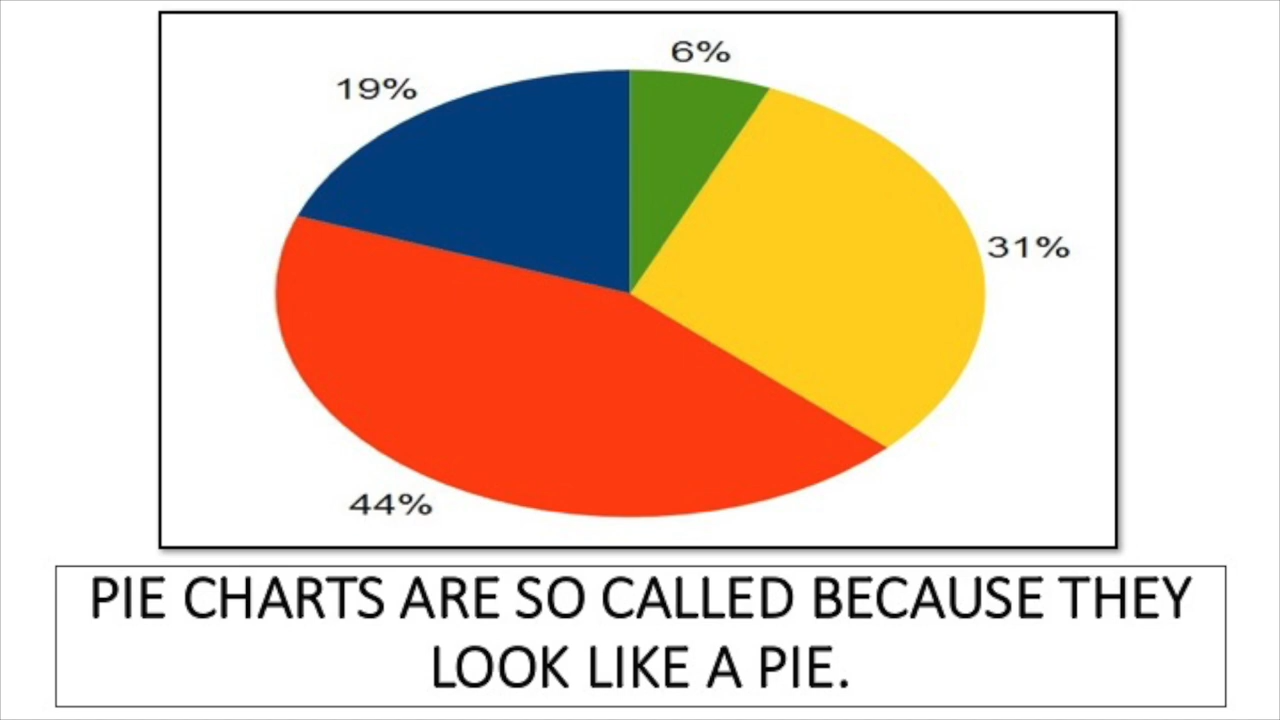 6%
19%
31%
44%
PIE CHARTS ARE SO CALLED BECAUSE THEY
LOOK LIKE A PIE.